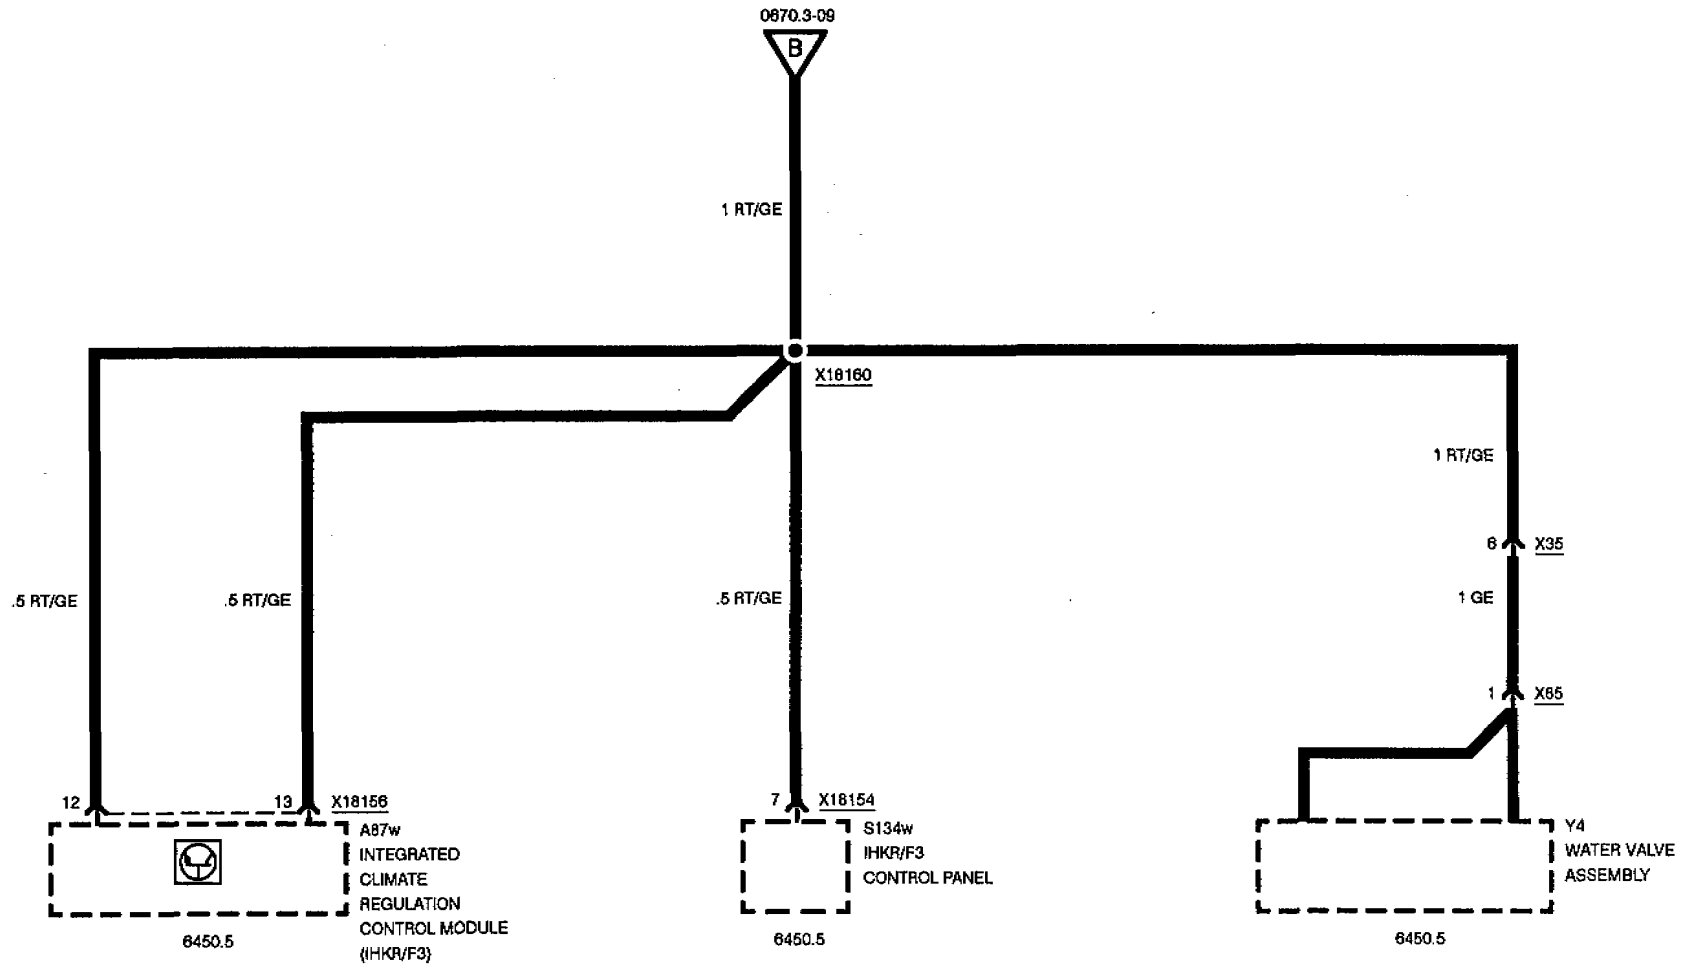 0670.3-09
B
1 RT/GE
X18160
1 RT/GE
6 X35
.5 RT/GE
.5 RT/GE
.5 RT/GE
1 GE
1 X65
12
13 X18156
7 X18154
A87w
INTEGRATED
CLIMATE
REGULATION
CONTROL MODULE
(IHKR/F3)
6450.5
S134w
IHKR/F3
CONTROL PANEL
6450.5
Y4
WATER VALVE
ASSEMBLY
6450.5